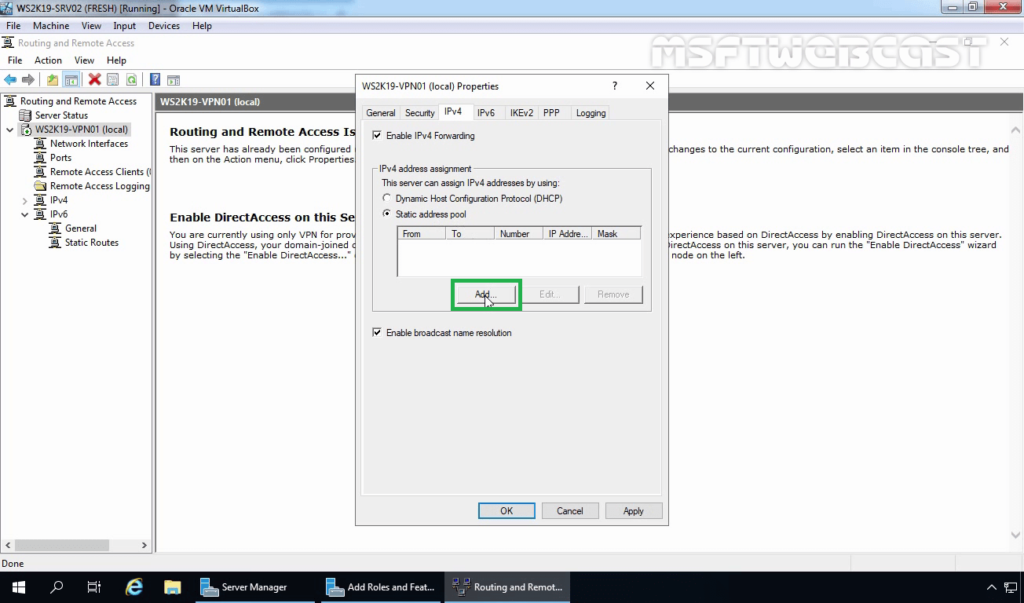 WS2K19-SRV02 (FRESH) [Running] - Oracle VM VirtualBox
File Machine View Input Devices Help
Routing and Remote Access
MSFTWEBCAST
File Action View Help
Routing and Remote Access
Server Status
WS2K19-VPN01 (local)
Network Interfaces
Ports
Remote Access Clients (
Remote Access Logging
IPv4
IPv6
General
Static Routes
WS2K19-VPN01 (local)
Routing and Remote Access Is
This server has already been configured
changes to the current configuration, select an item in the console tree, and
then on the Action menu, click Properties
Enable DirectAccess on this Se
You are currently using only VPN for prov
experience based on DirectAccess by enabling DirectAccess on this server.
Using DirectAccess, your domain-joined
DirectAccess on this server, you can run the "Enable DirectAccess" wizard
by selecting the "Enable DirectAccess..."
node on the left.
WS2K19-VPN01 (local) Properties
? 
General Security IPv4 IPv6 IKEv2 PPP Logging
Enable IPv4 Forwarding
IPv4 address assignment
This server can assign IPv4 addresses by using:
Dynamic Host Configuration Protocol (DHCP)
Static address pool
From To Number IP Addre... Mask
Add... Edit... Remove
Enable broadcast name resolution
OK Cancel Apply
Done
Server Manager Add Roles and Feat... Routing and Remot...